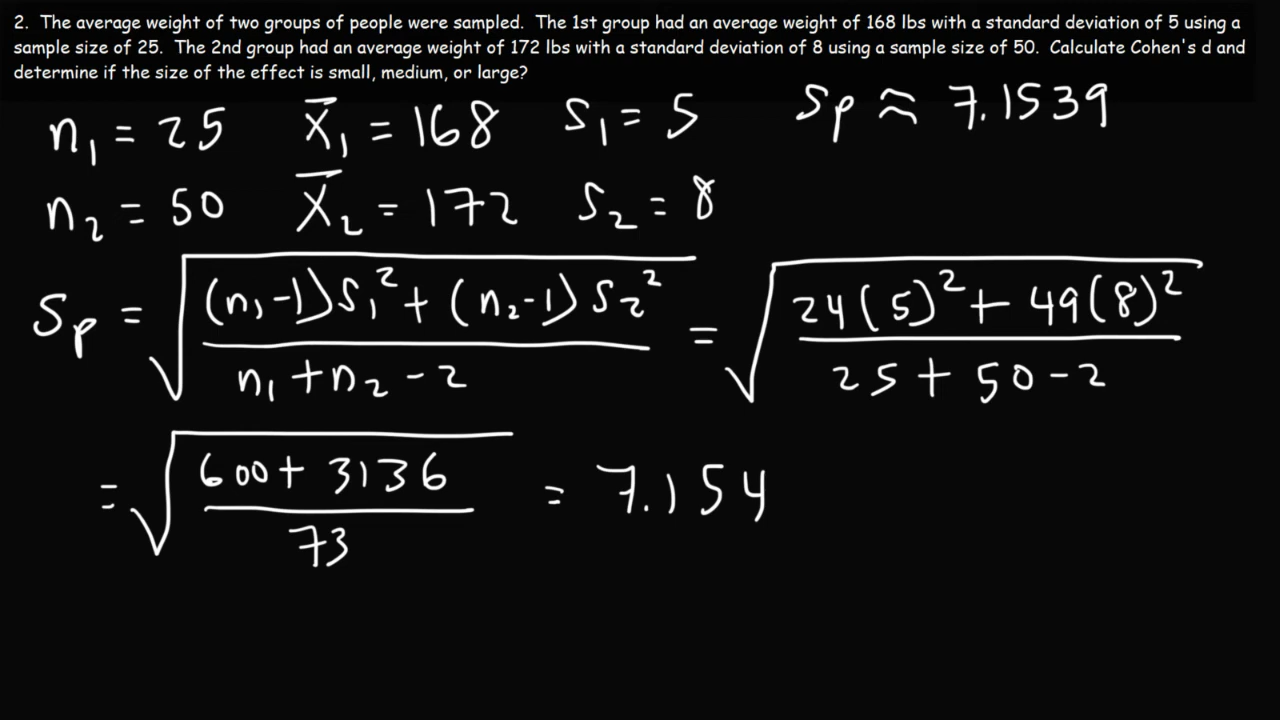 2. The average weight of two groups of people were sampled. The 1st group had an average weight of 168 lbs with a standard deviation of 5 using a
sample size of 25. The 2nd group had an average weight of 172 lbs with a standard deviation of 8 using a sample size of 50. Calculate Cohen's d and
determine if the size of the effect is small, medium, or large?
n₁ = 25 x̄₁ = 168 s₁ = 5 sp ≈ 7.1539
n₂ = 50 x̄₂ = 172 s₂ = 8
sp = √((n₁-1)s₁² + (n₂-1)s₂² / n₁+n₂-2) = √(24(5)² + 49(8)² / 25+50-2)
= √(600+3136 / 73) = 7.154